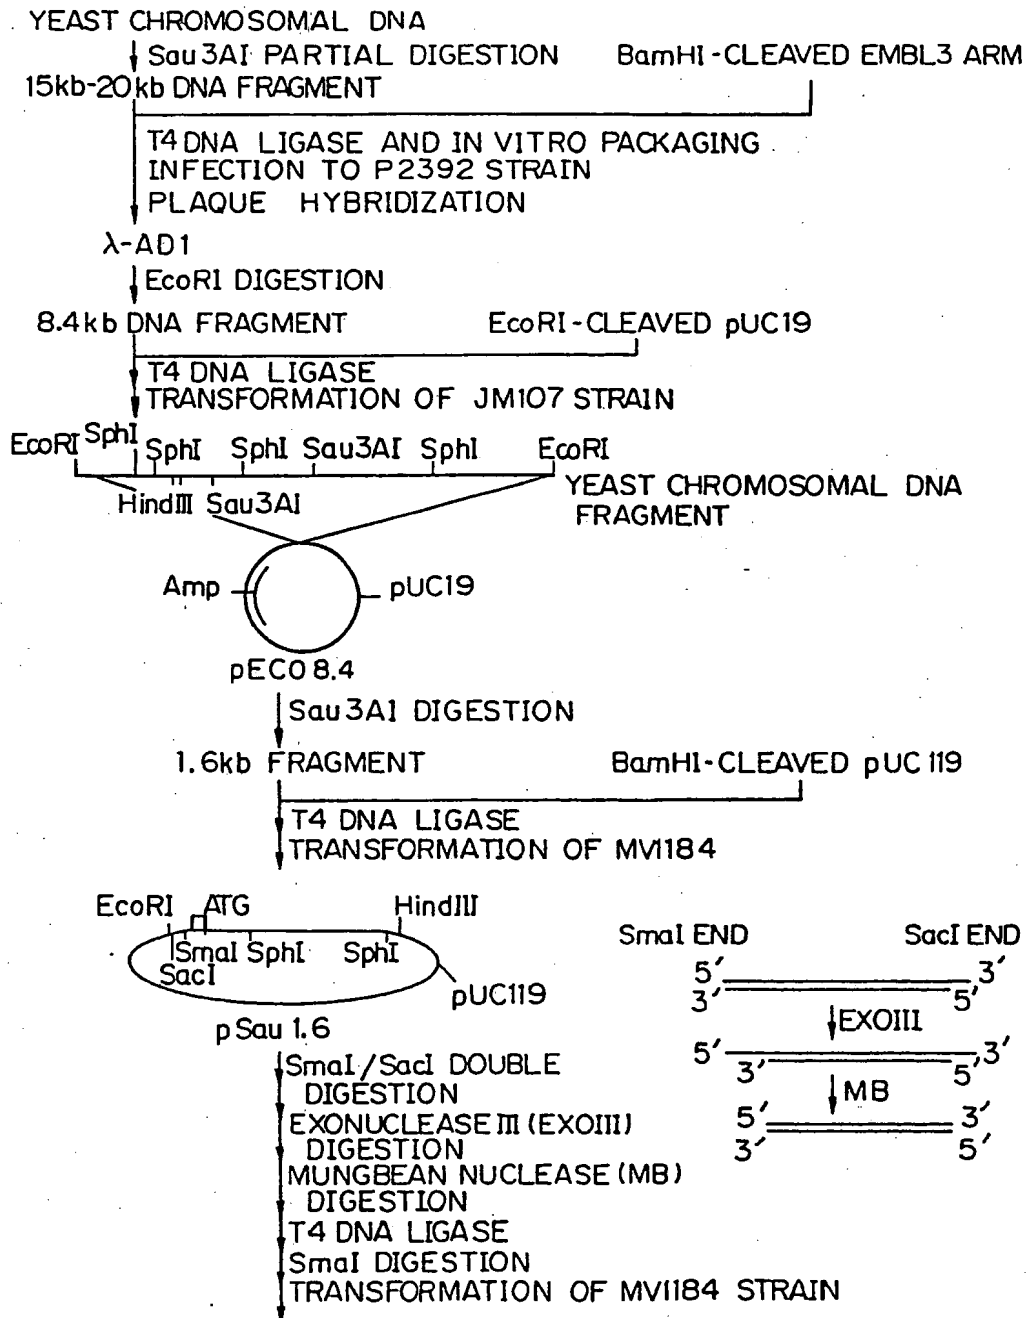 YEAST CHROMOSOMAL DNA
Sau3AI PARTIAL DIGESTION
BamHI-CLEAVED EMBL3 ARM
15kb-20kb DNA FRAGMENT
T4 DNA LIGASE AND IN VITRO PACKAGING
INFECTION TO P2392 STRAIN
PLAQUE HYBRIDIZATION
λ-AD1
EcoRI DIGESTION
8.4kb DNA FRAGMENT
EcoRI-CLEAVED pUC19
T4 DNA LIGASE
TRANSFORMATION OF JM107 STRAIN
EcoRI SphI SphI SphI Sau3AI SphI EcoRI
HindIII Sau3AI
YEAST CHROMOSOMAL DNA
FRAGMENT
Amp
pUC19
pECO 8.4
Sau3AI DIGESTION
1.6kb FRAGMENT
BamHI-CLEAVED pUC119
T4 DNA LIGASE
TRANSFORMATION OF MV1184
EcoRI ATG HindIII
SmaI SphI SphI
SacI
pUC119
pSau 1.6
SmaI/SacI DOUBLE
DIGESTION
EXONUCLEASE III (EXOIII)
DIGESTION
MUNGBEAN NUCLEASE (MB)
DIGESTION
T4 DNA LIGASE
SmaI DIGESTION
TRANSFORMATION OF MV1184 STRAIN
SmaI END SacI END
5′ 3′
3′ 5′
EXOIII
5′ 3′
3′ 5′
MB
5′ 3′
3′ 5′